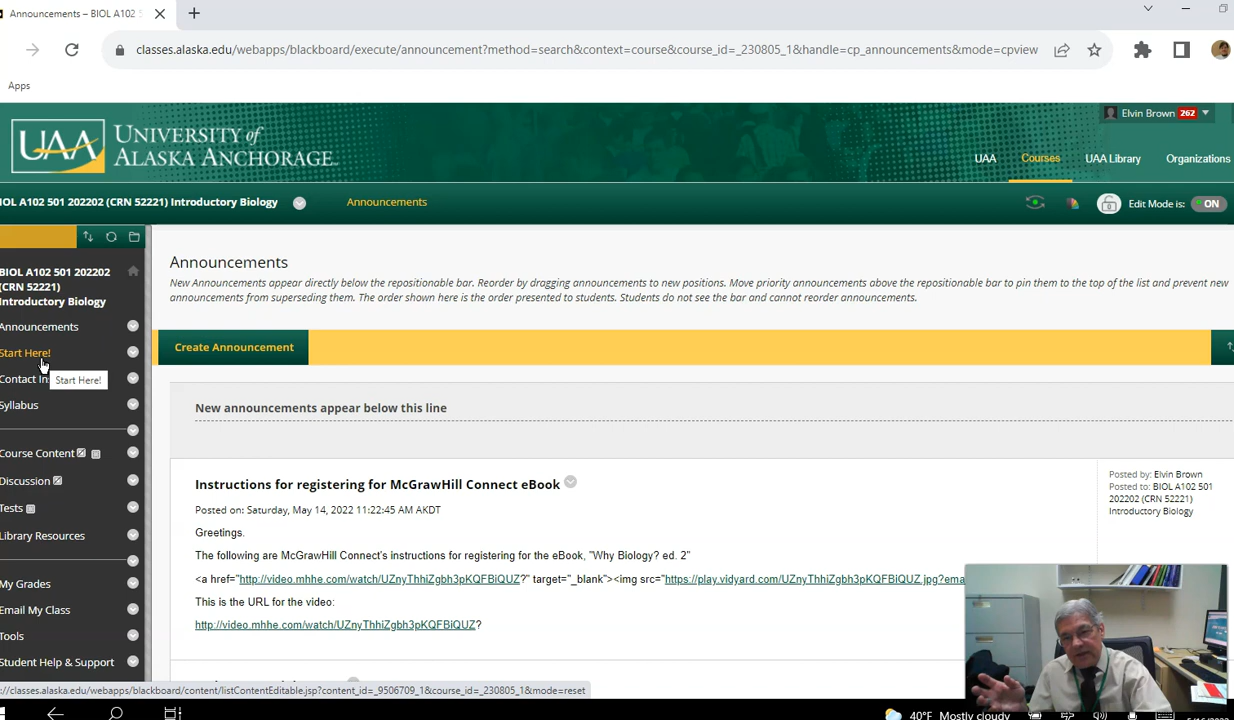 Announcements – BIOL A102 5
classes.alaska.edu/webapps/blackboard/execute/announcement?method=search&context=course&course_id=_230805_1&handle=cp_announcements&mode=cpview
Apps
Elvin Brown 262
UAA UNIVERSITY of
ALASKA ANCHORAGE.
UAA Courses UAA Library Organizations
IOL A102 501 202202 (CRN 52221) Introductory Biology Announcements Edit Mode is: ON
BIOL A102 501 202202
(CRN 52221)
Introductory Biology
Announcements
Start Here!
Contact In
Start Here!
Syllabus
Course Content
Discussion
Tests
Library Resources
My Grades
Email My Class
Tools
Student Help & Support
Announcements
New Announcements appear directly below the repositionable bar. Reorder by dragging announcements to new positions. Move priority announcements above the repositionable bar to pin them to the top of the list and prevent new
announcements from superseding them. The order shown here is the order presented to students. Students do not see the bar and cannot reorder announcements.
Create Announcement
New announcements appear below this line
Instructions for registering for McGrawHill Connect eBook
Posted on: Saturday, May 14, 2022 11:22:45 AM AKDT
Greetings.
The following are McGrawHill Connect's instructions for registering for the eBook, "Why Biology? ed. 2"
<a href="http://video.mhhe.com/watch/UZnyThhiZgbh3pKQFBiQUZ?" target="_blank"><img src="https://play.vidyard.com/UZnyThhiZgbh3pKQFBiQUZ.jpg?ema
This is the URL for the video:
http://video.mhhe.com/watch/UZnyThhiZgbh3pKQFBiQUZ?
Posted by: Elvin Brown
Posted to: BIOL A102 501
202202 (CRN 52221)
Introductory Biology
://classes.alaska.edu/webapps/blackboard/content/listContentEditable.jsp?content_id=_9506709_1&course_id=_230805_1&mode=reset
40°F Mostly cloudy